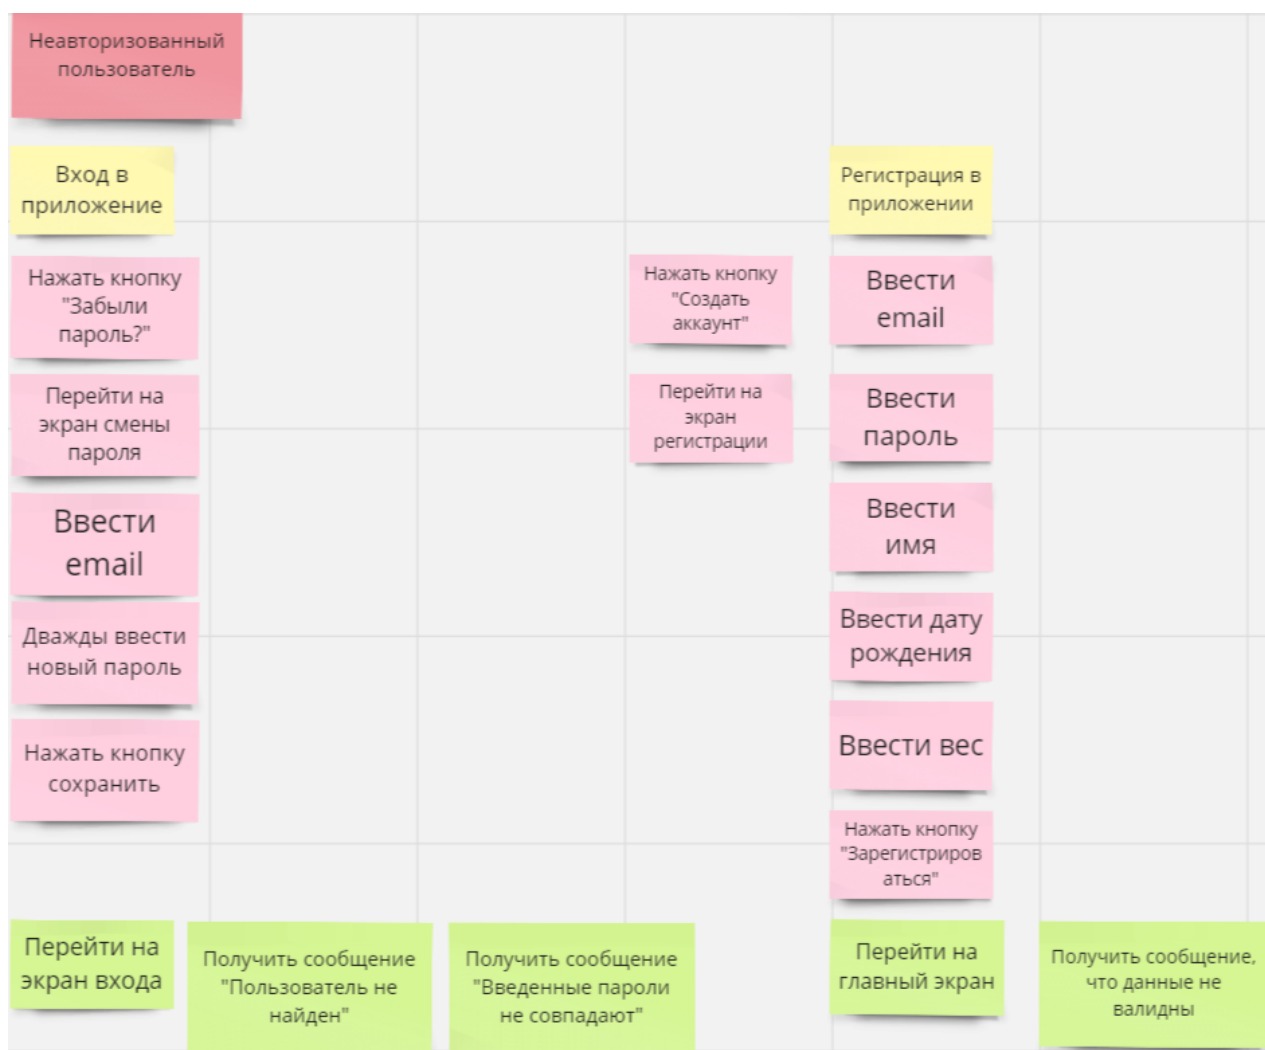 Неавторизованный
пользователь
Вход в
приложение
Регистрация в
приложении
Нажать кнопку
"Забыли
пароль?"
Нажать кнопку
"Создать
аккаунт"
Ввести
email
Перейти на
экран смены
пароля
Перейти на
экран
регистрации
Ввести
пароль
Ввести
email
Ввести
имя
Дважды ввести
новый пароль
Ввести дату
рождения
Нажать кнопку
сохранить
Ввести вес
Нажать кнопку
"Зарегистриров
аться"
Перейти на
экран входа
Получить сообщение
"Пользователь не
найден"
Получить сообщение
"Введенные пароли
не совпадают"
Перейти на
главный экран
Получить сообщение,
что данные не
валидны